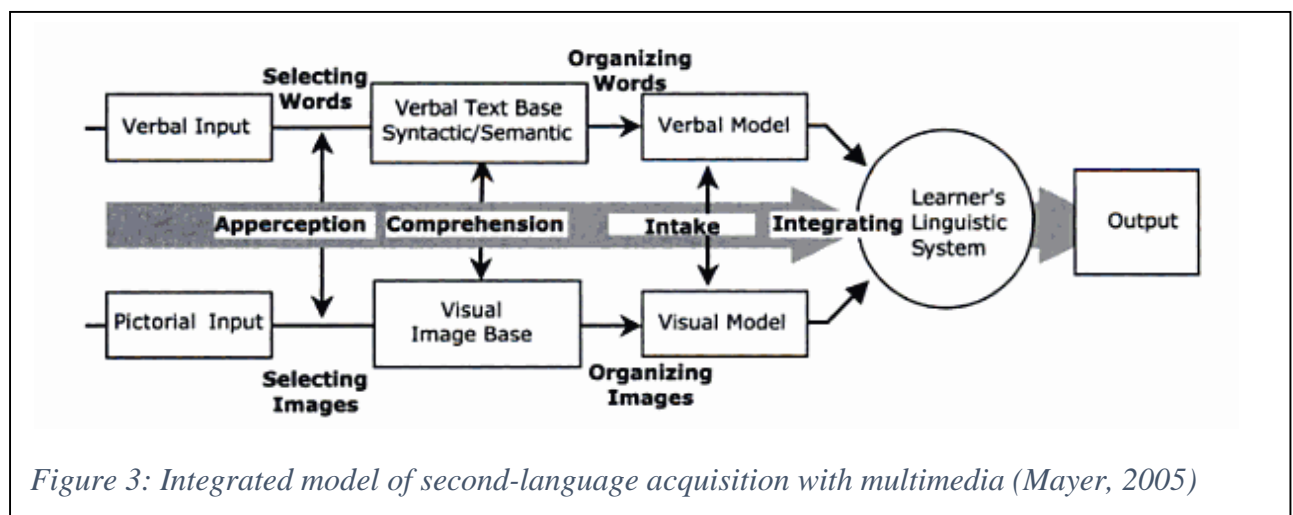 Organizing
Words
Selecting
Words
Verbal Input
Verbal Text Base
Syntactic/Semantic
Verbal Model
Apperception
Comprehension
Intake
Integrating
Learner's
Linguistic
System
Output
Pictorial Input
Visual
Image Base
Visual Model
Selecting
Images
Organizing
Images
Figure 3: Integrated model of second-language acquisition with multimedia (Mayer, 2005)